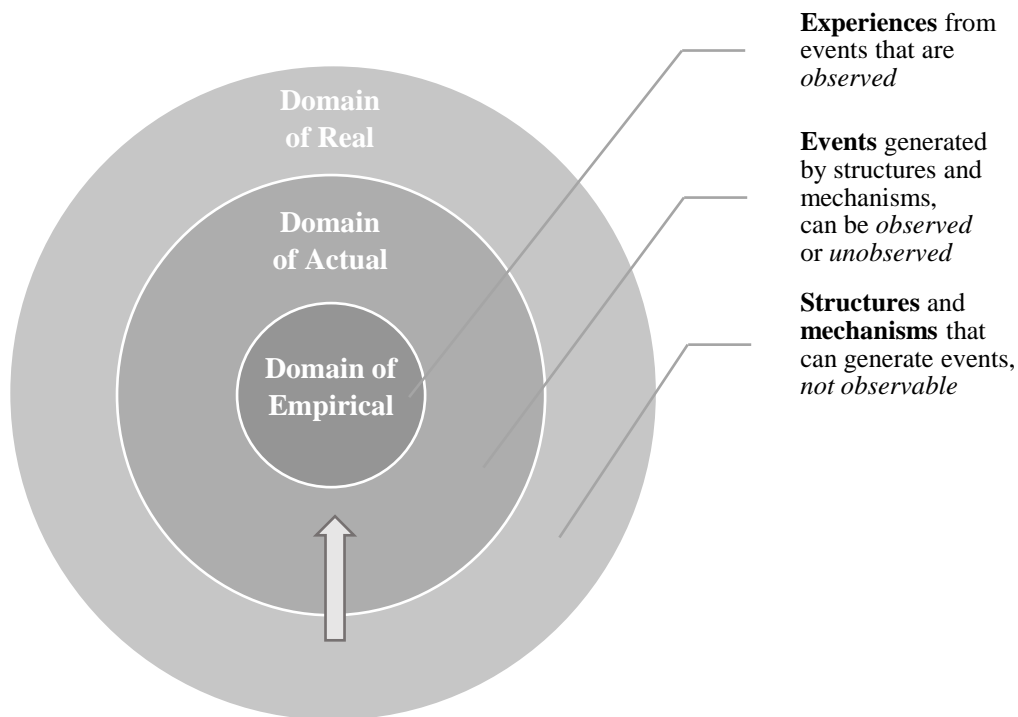 Domain
of Real
Domain
of Actual
Domain of
Empirical
Experiences from
events that are
observed
Events generated
by structures and
mechanisms,
can be observed
or unobserved
Structures and
mechanisms that
can generate events,
not observable